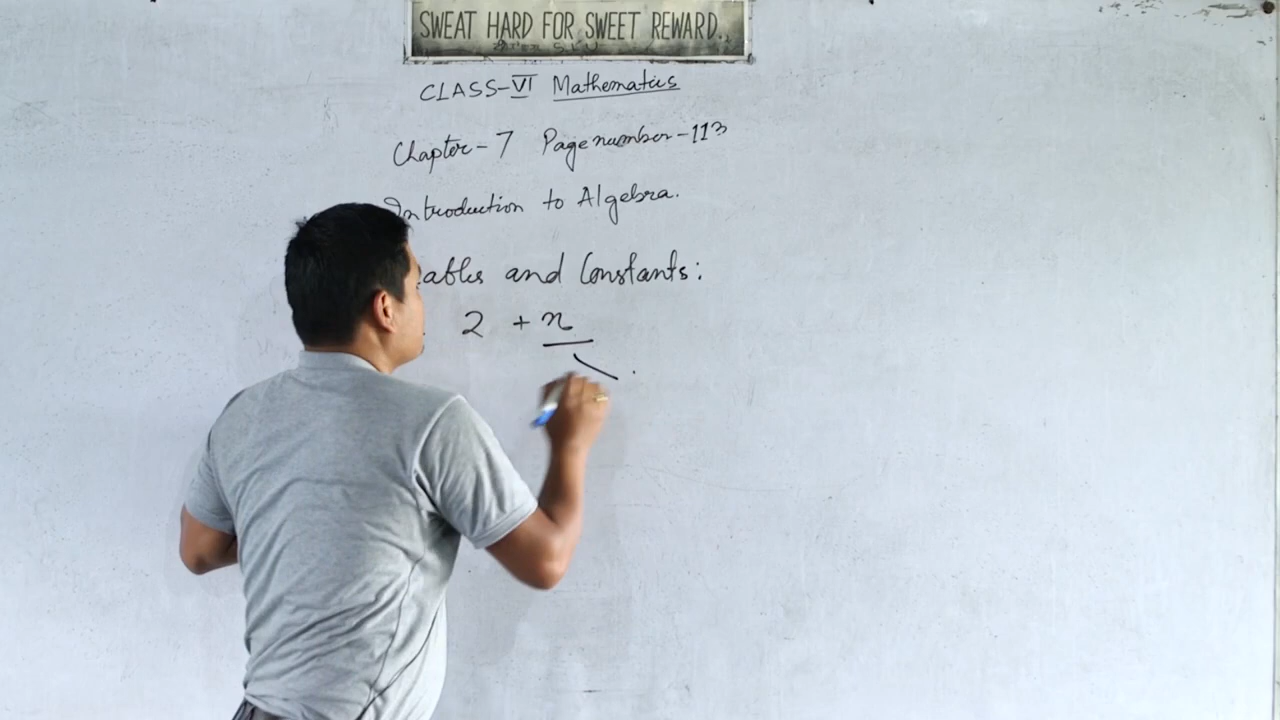 SWEAT HARD FOR SWEET REWARD.
CLASS-VI Mathematics
Chapter-7 Page number-113
Introduction to Algebra.
ables and Constants:
2 + x